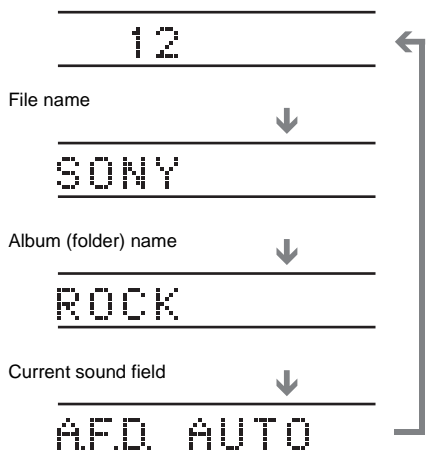 12
File name
SONY
Album (folder) name
ROCK
Current sound field
A.F.D. AUTO